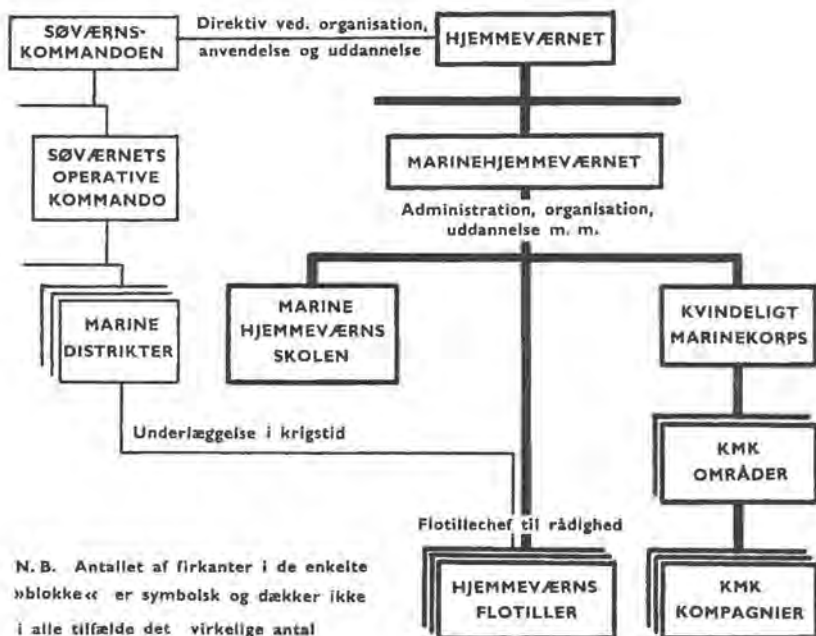 SØVÆRNS-
KOMMANDOEN
Direktiv ved. organisation,
anvendelse og uddannelse
HJEMMEVÆRNET
SØVÆRNETS
OPERATIVE
KOMMANDO
MARINEHJEMMEVÆRNET
Administration, organisation,
uddannelse m. m.
MARINE
DISTRIKTER
MARINE
HJEMMEVÆRNS
SKOLEN
KVINDELIGT
MARINEKORPS
Underlæggelse i krigstid
KMK
OMRÅDER
Flotillechef til rådighed
N. B. Antallet af firkanter i de enkelte
»blokke« er symbolsk og dækker ikke
i alle tilfælde det virkelige antal
HJEMMEVÆRNS
FLOTILLER
KMK
KOMPAGNIER